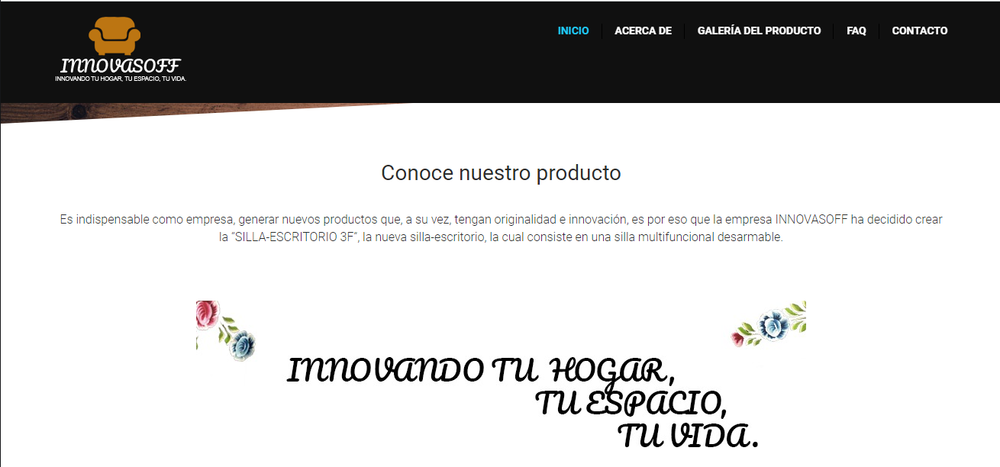 INNOVASOFF
INNOVANDO TU HOGAR, TU ESPACIO, TU VIDA.
INICIO
ACERCA DE
GALERÍA DEL PRODUCTO
FAQ
CONTACTO
Conoce nuestro producto
Es indispensable como empresa, generar nuevos productos que, a su vez, tengan originalidad e innovación, es por eso que la empresa INNOVASOFF ha decidido crear
la “SILLA-ESCRITORIO 3F“, la nueva silla-escritorio, la cual consiste en una silla multifuncional desarmable.
INNOVANDO TU HOGAR,
TU ESPACIO,
TU VIDA.